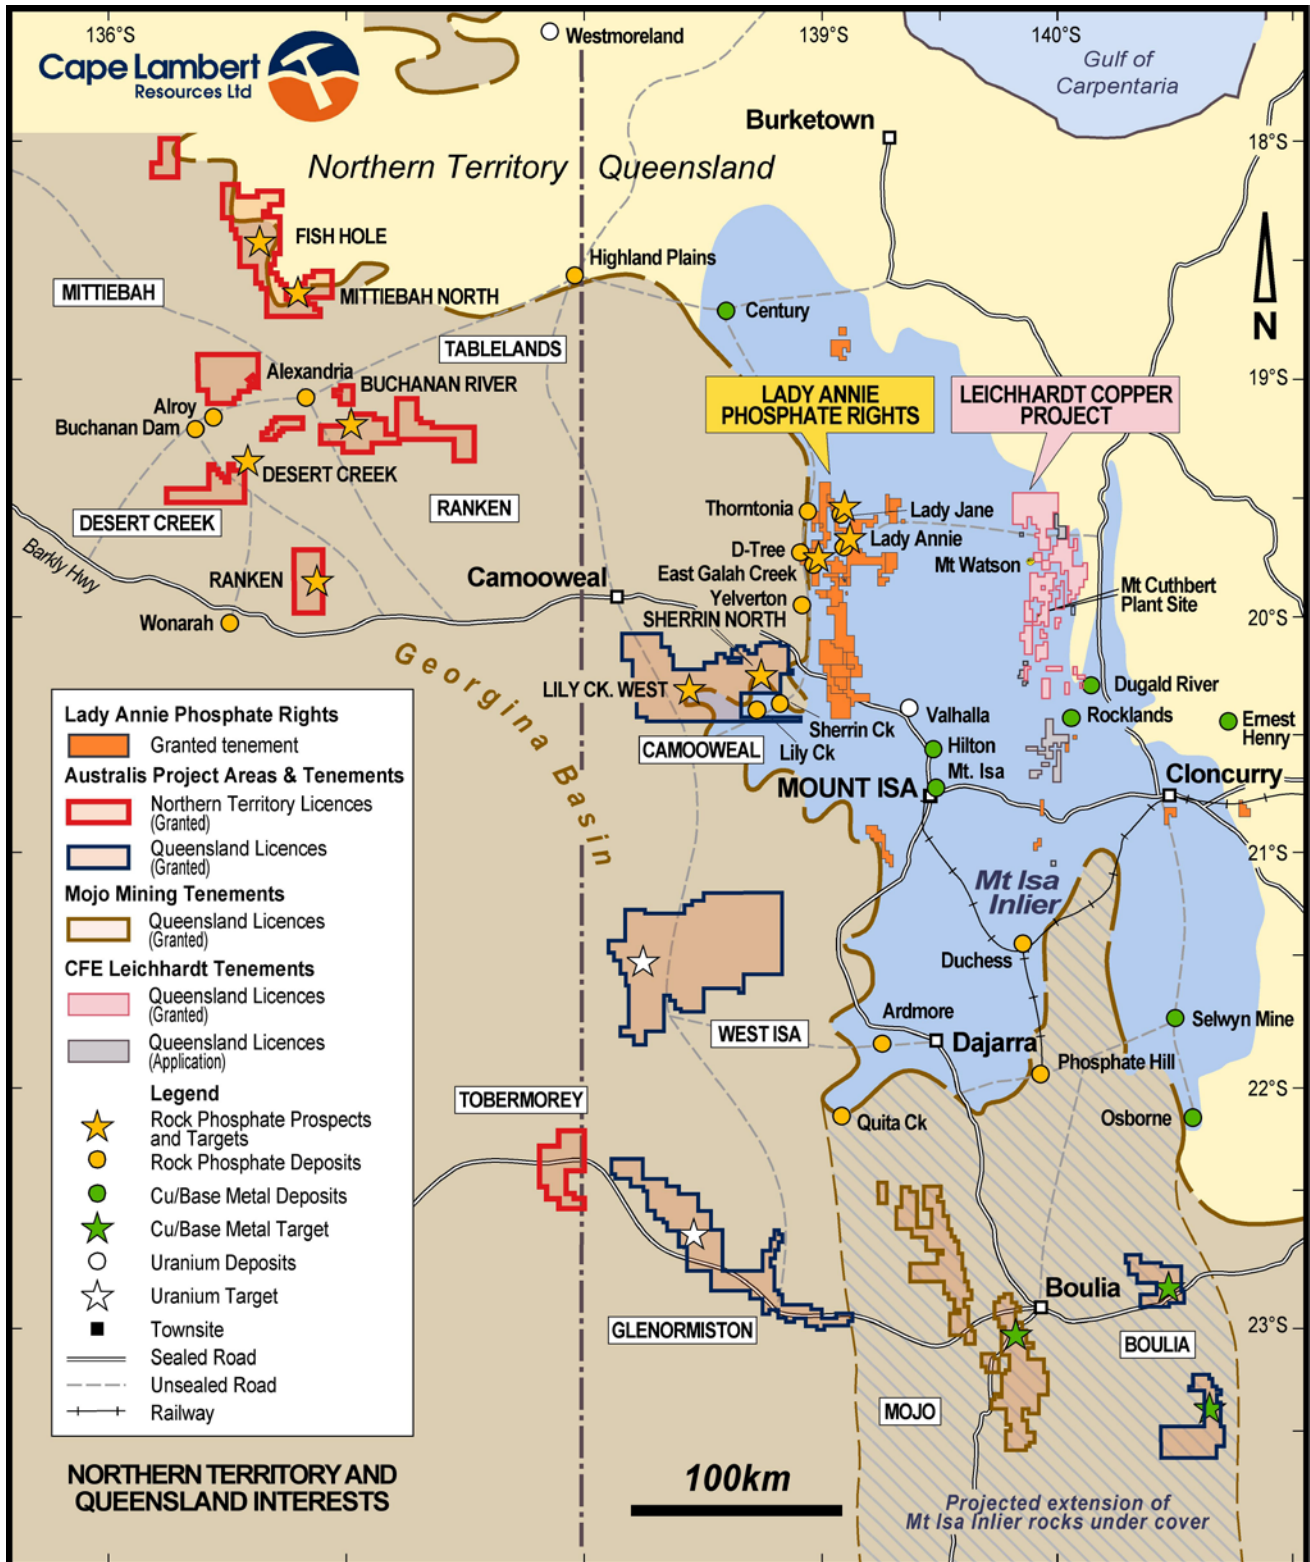 136°S
Westmoreland
139°S
140°S
Cape Lambert
Resources Ltd
Gulf of
Carpentaria
Burketown
18°S
Northern Territory
Queensland
FISH HOLE
Highland Plains
MITTIEBAH
MITTIEBAH NORTH
Century
N
TABLELANDS
Alexandria
19°S
BUCHANAN RIVER
LADY ANNIE
PHOSPHATE RIGHTS
LEICHHARDT COPPER
PROJECT
Alroy
Buchanan Dam
DESERT CREEK
RANKEN
DESERT CREEK
Thorntonia
Lady Jane
Lady Annie
D-Tree
Mt Watson
East Galah Creek
Barkly Hwy
RANKEN
Camooweal
Mt Cuthbert
Plant Site
Yelverton
20°S
Wonarah
SHERRIN NORTH
Georgina Basin
LILY CK. WEST
Dugald River
Valhalla
Rocklands
Ernest
Henry
Sherrin Ck
CAMOOWEAL
Lily Ck
Hilton
Mt. Isa
MOUNT ISA
Cloncurry
21°S
Mt Isa
Inlier
Duchess
Ardmore
Selwyn Mine
WEST ISA
Dajarra
Phosphate Hill
22°S
TOBERMOREY
Quita Ck
Osborne
Boulia
GLENORMISTON
23°S
BOULIA
MOJO
Lady Annie Phosphate Rights
Granted tenement
Australis Project Areas & Tenements
Northern Territory Licences
(Granted)
Queensland Licences
(Granted)
Mojo Mining Tenements
Queensland Licences
(Granted)
CFE Leichhardt Tenements
Queensland Licences
(Granted)
Queensland Licences
(Application)
Legend
Rock Phosphate Prospects
and Targets
Rock Phosphate Deposits
Cu/Base Metal Deposits
Cu/Base Metal Target
Uranium Deposits
Uranium Target
Townsite
Sealed Road
Unsealed Road
Railway
NORTHERN TERRITORY AND
QUEENSLAND INTERESTS
100km
Projected extension of
Mt Isa Inlier rocks under cover